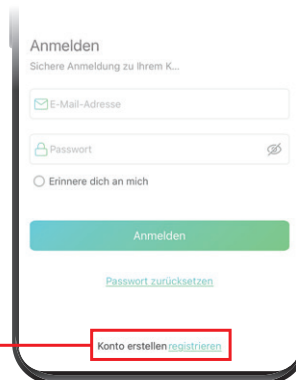 Anmelden
Sichere Anmeldung zu Ihrem K...
E-Mail-Adresse
Passwort
Erinnere dich an mich
Anmelden
Passwort zurücksetzen
Konto erstellen registrieren